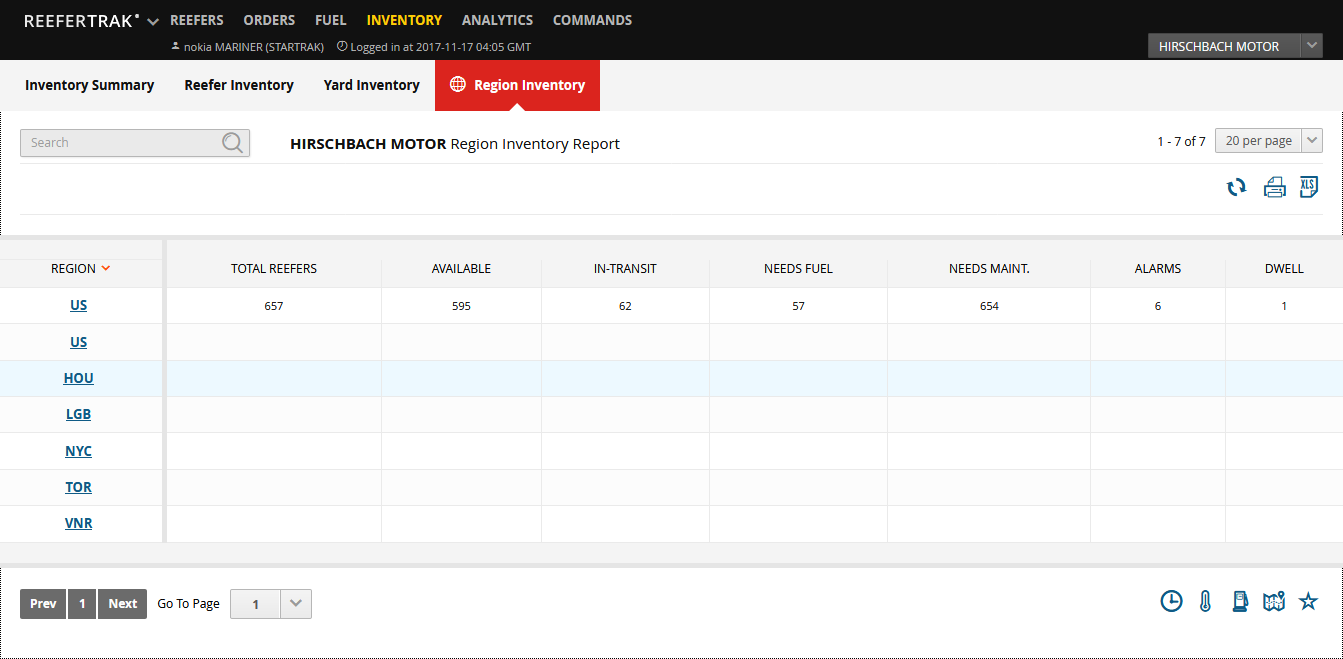 REEFERTRAK REEFERS ORDERS FUEL INVENTORY ANALYTICS COMMANDS
nokia MARINER (STARTRAK) Logged in at 2017-11-17 04:05 GMT
HIRSCHBACH MOTOR
Inventory Summary Reefer Inventory Yard Inventory Region Inventory
Search
HIRSCHBACH MOTOR Region Inventory Report
1 - 7 of 7 20 per page
XLS
REGION TOTAL REEFERS AVAILABLE IN-TRANSIT NEEDS FUEL NEEDS MAINT. ALARMS DWELL
US 657 595 62 57 654 6 1
US
HOU
LGB
NYC
TOR
VNR
Prev 1 Next Go To Page 1